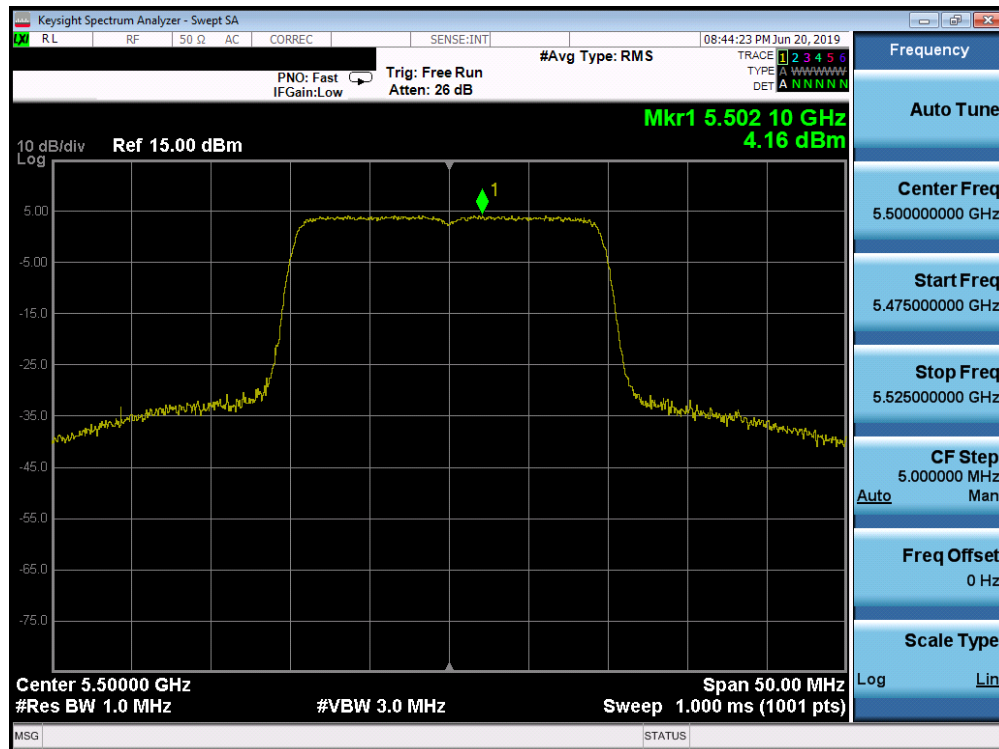 Keysight Spectrum Analyzer - Swept SA
LXI RL RF 50 Ω AC CORREC SENSE:INT 08:44:23 PM Jun 20, 2019
PNO: Fast
IFGain:Low
Trig: Free Run
Atten: 26 dB
#Avg Type: RMS
TRACE 1 2 3 4 5 6
TYPE A WWWWW
DET A N N N N N
Frequency
Mkr1 5.502 10 GHz
4.16 dBm
10 dB/div Ref 15.00 dBm
Log
1
5.00
-5.00
-15.0
-25.0
-35.0
-45.0
-55.0
-65.0
-75.0
Center 5.50000 GHz Span 50.00 MHz
#Res BW 1.0 MHz #VBW 3.0 MHz Sweep 1.000 ms (1001 pts)
Auto Tune
Center Freq
5.500000000 GHz
Start Freq
5.475000000 GHz
Stop Freq
5.525000000 GHz
CF Step
5.000000 MHz
Auto Man
Freq Offset
0 Hz
Scale Type
Log Lin
MSG STATUS